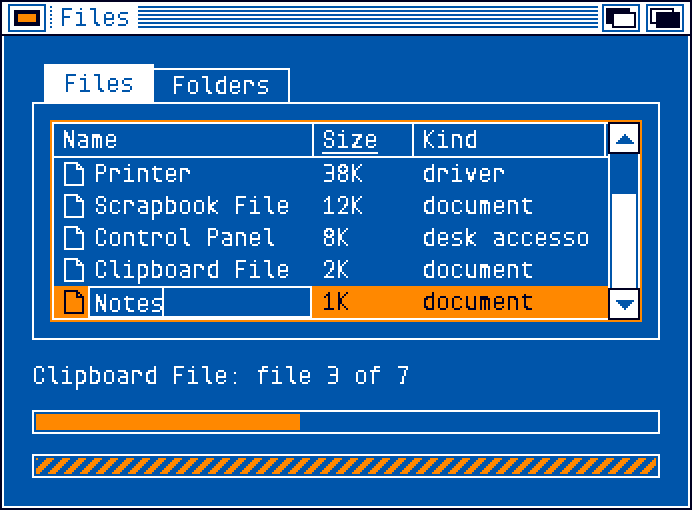 Files
Files Folders
Name Size Kind
Printer 38K driver
Scrapbook File 12K document
Control Panel 8K desk accesso
Clipboard File 2K document
Notes 1K document
Clipboard File: file 3 of 7